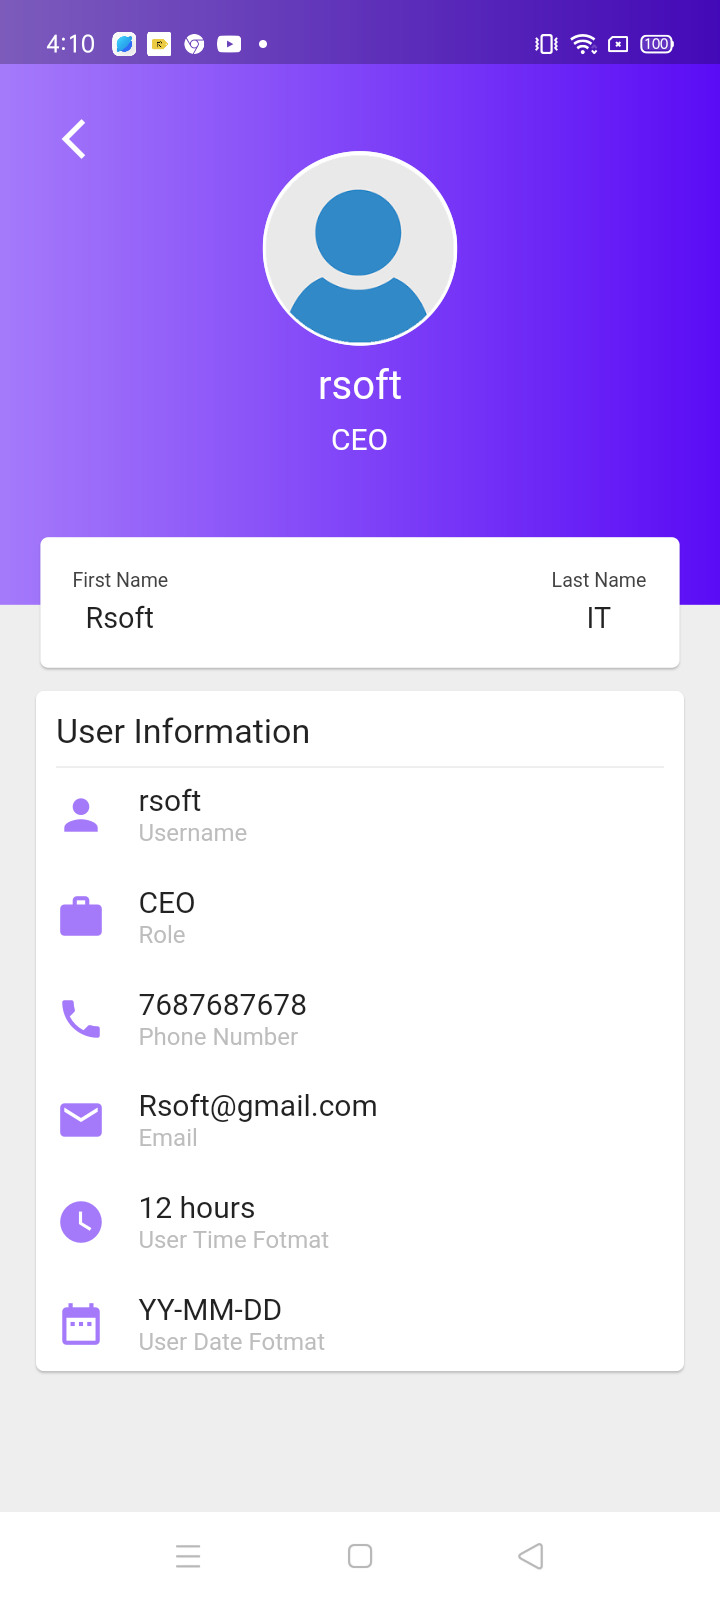 4:10
100
rsoft
CEO
First Name
Last Name
Rsoft
IT
User Information
rsoft
Username
CEO
Role
7687687678
Phone Number
Rsoft@gmail.com
Email
12 hours
User Time Fotmat
YY-MM-DD
User Date Fotmat